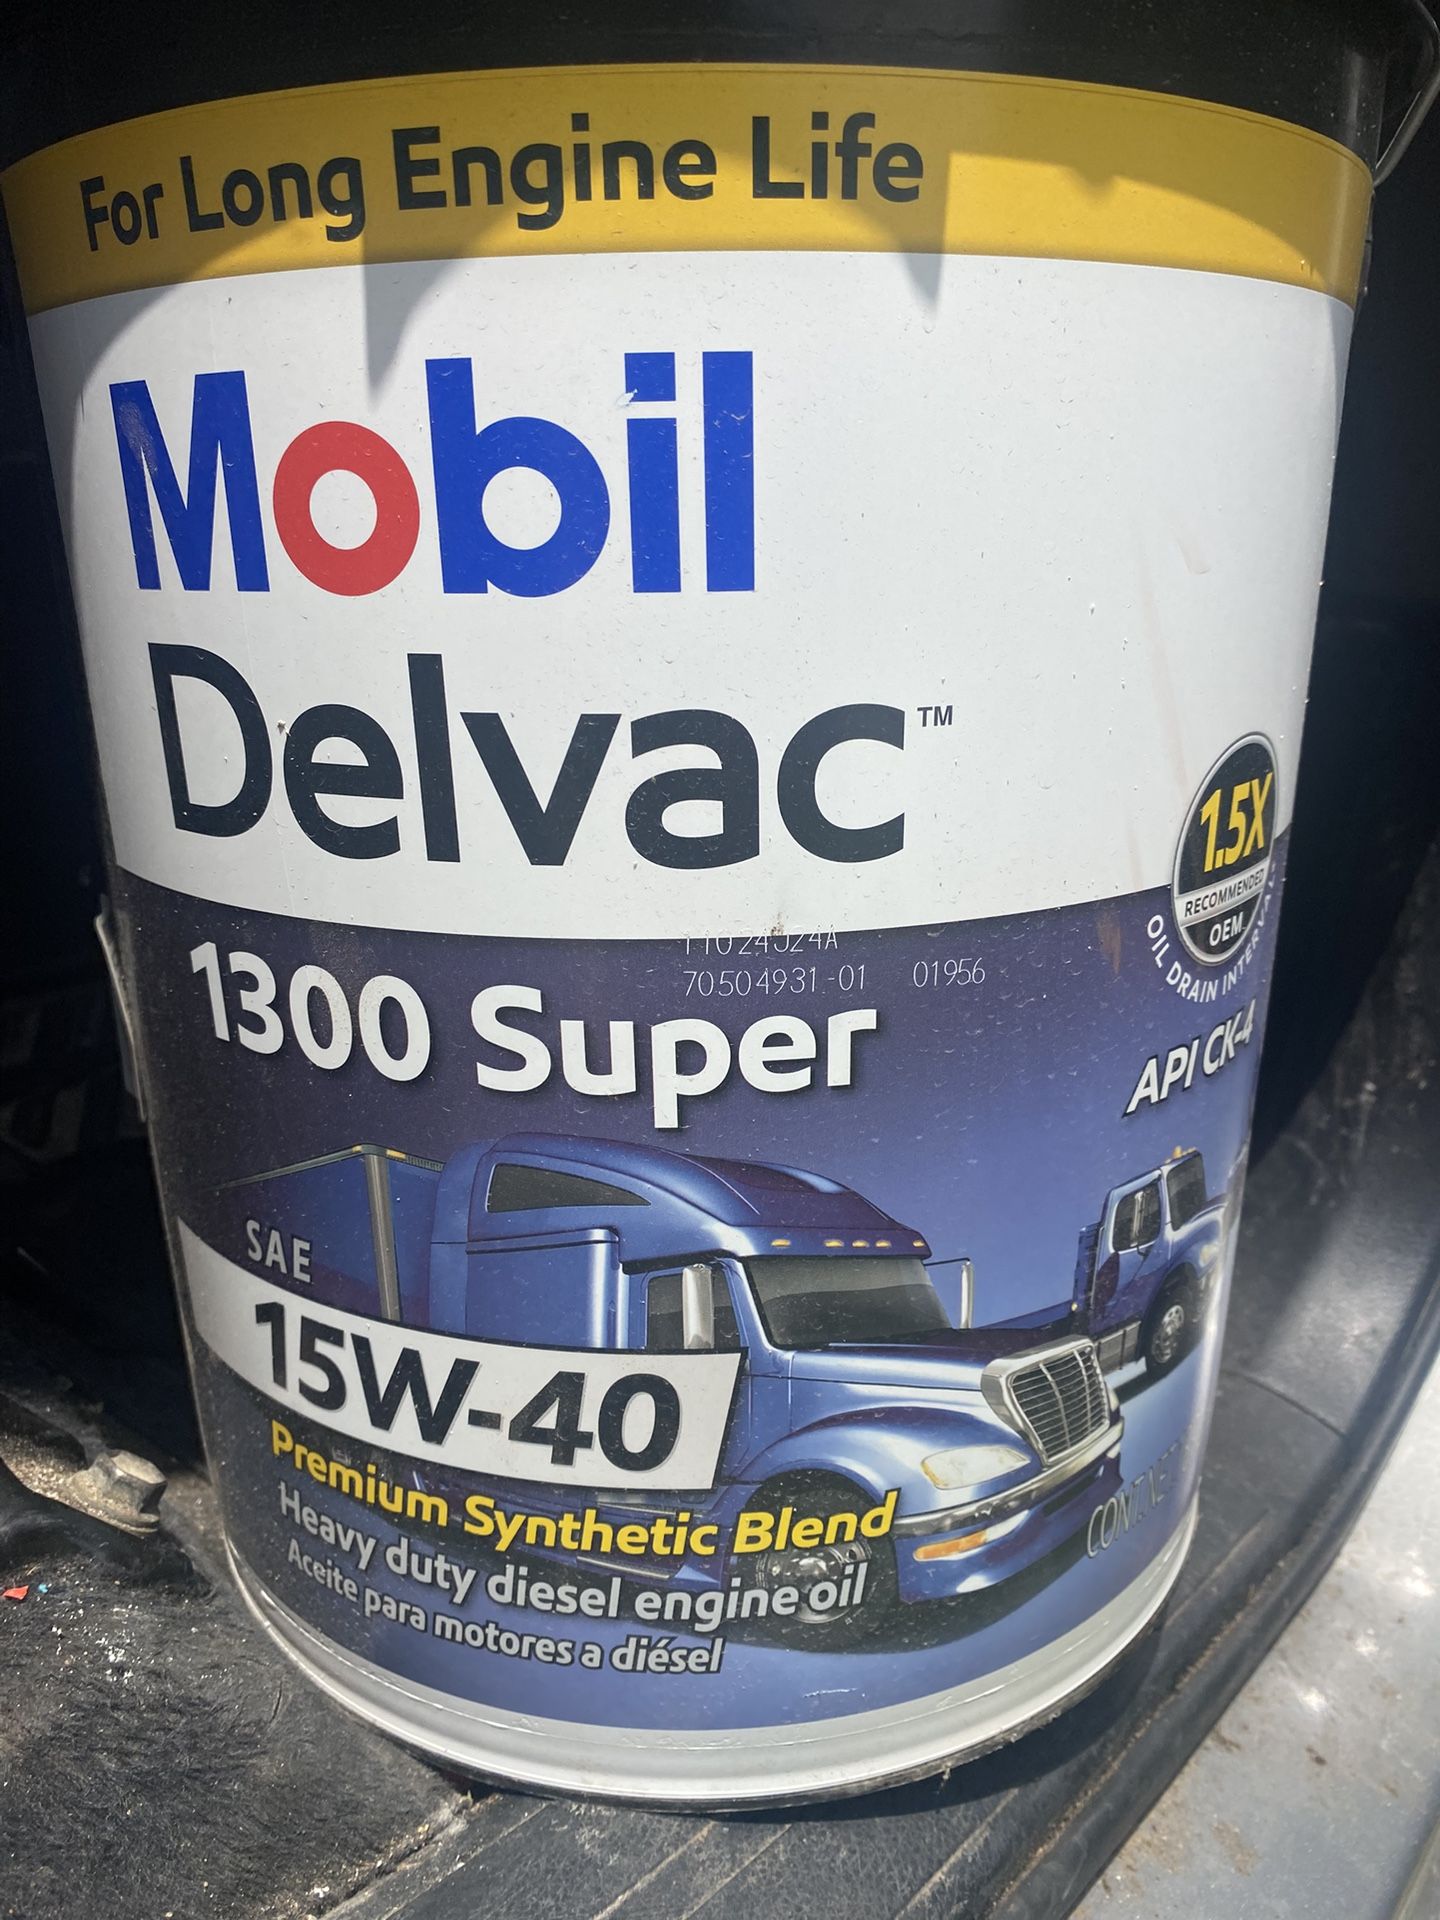 For Long Engine Life
Mobil
Delvac™
1.5X
RECOMMENDED
OEM
OIL DRAIN INTERVAL
11024J24A
70504931-01 01956
1300 Super
API CK-4
SAE
15W-40
Premium Synthetic Blend
Heavy duty diesel engine oil
Aceite para motores a diésel